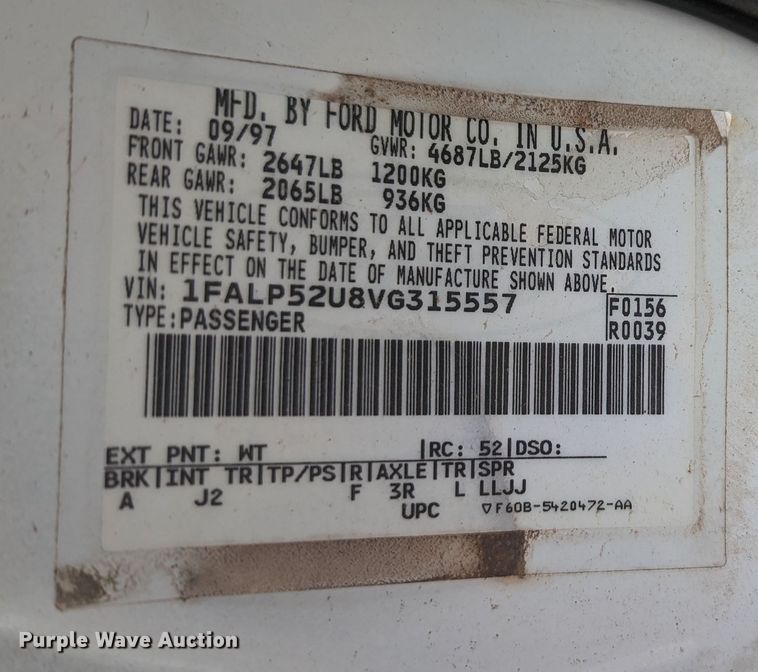 MFD. BY FORD MOTOR CO. IN U.S.A.
DATE: 09/97 GVWR: 4687LB/2125KG
FRONT GAWR: 2647LB 1200KG
REAR GAWR: 2065LB 936KG
THIS VEHICLE CONFORMS TO ALL APPLICABLE FEDERAL MOTOR
VEHICLE SAFETY, BUMPER, AND THEFT PREVENTION STANDARDS
IN EFFECT ON THE DATE OF MANUFACTURE SHOWN ABOVE.
VIN: 1FALP52U8VG315557 F0156
TYPE:PASSENGER R0039
EXT PNT: WT RC: 52 DSO:
BRK INT TR TP/PS R AXLE TR SPR
A J2 F 3R L LLJJ
UPC ▽F60B-5420472-AA
Purple Wave Auction